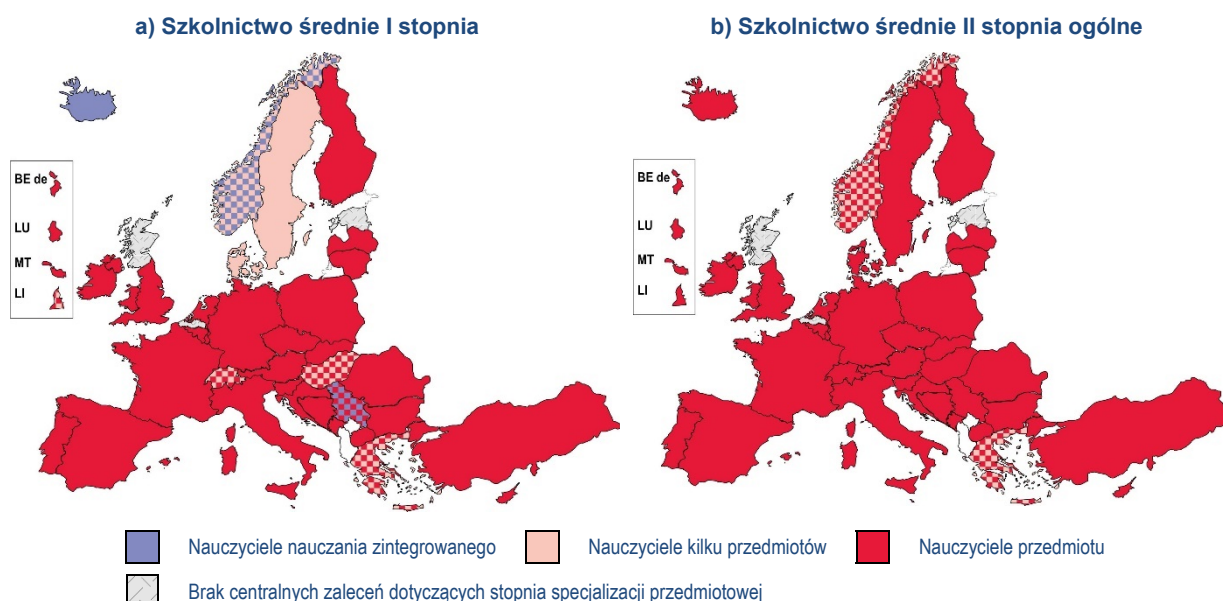 a) Szkolnictwo średnie I stopnia
b) Szkolnictwo średnie II stopnia ogólne
BE de
LU
MT
LI
BE de
LU
MT
LI
Nauczyciele nauczania zintegrowanego
Nauczyciele kilku przedmiotów
Nauczyciele przedmiotu
Brak centralnych zaleceń dotyczących stopnia specjalizacji przedmiotowej